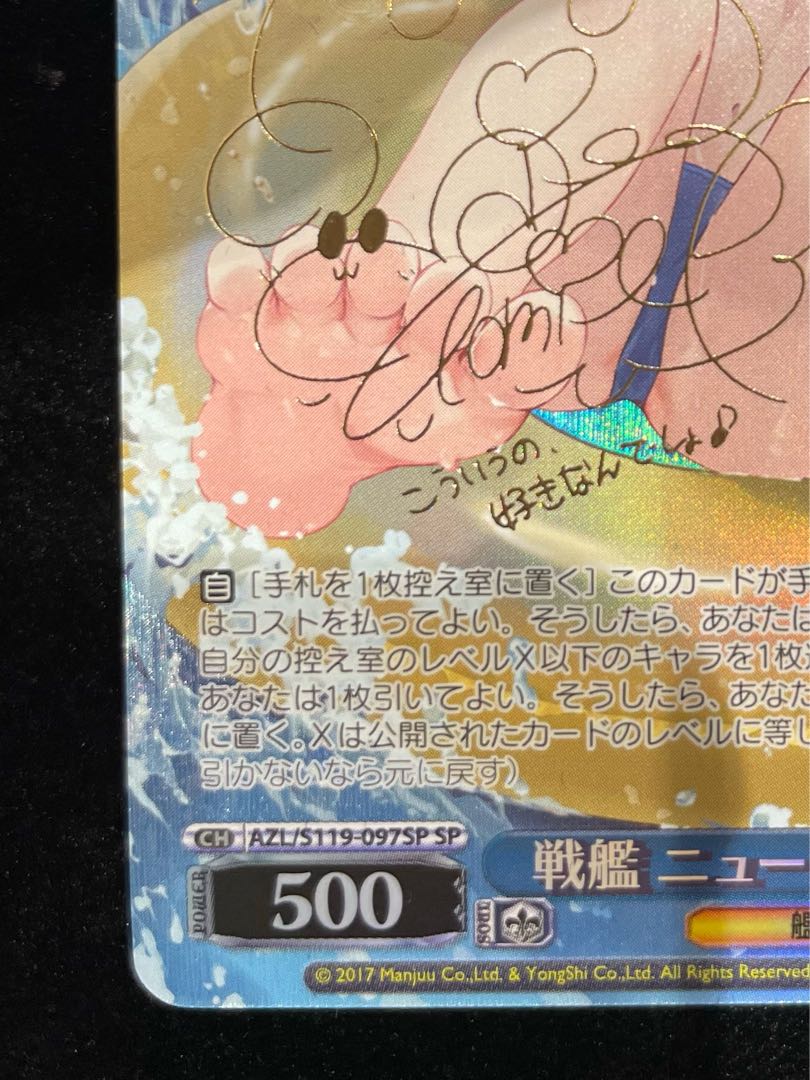 こういうの、
好きなんでしょ♪
自 [手札を1枚控え室に置く] このカードが手
はコストを払ってよい。そうしたら、あなたは
自分の控え室のレベルX以下のキャラを1枚
あなたは1枚引いてよい。そうしたら、あなた
に置く。Xは公開されたカードのレベルに等し
引かないなら元に戻す)
CH AZL/S119-097SP SP
戦艦 ニュー
POWER 500 SOUL
艦
© 2017 Manjuu Co.,Ltd. & YongShi Co.,Ltd. All Rights Reserved